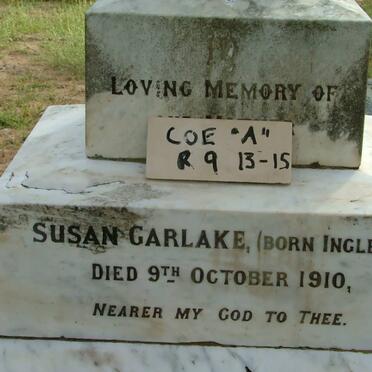 IN
LOVING MEMORY OF
COE "A"
R 9 13-15
SUSAN GARLAKE, (BORN INGLE
DIED 9TH OCTOBER 1910,
NEARER MY GOD TO THEE.